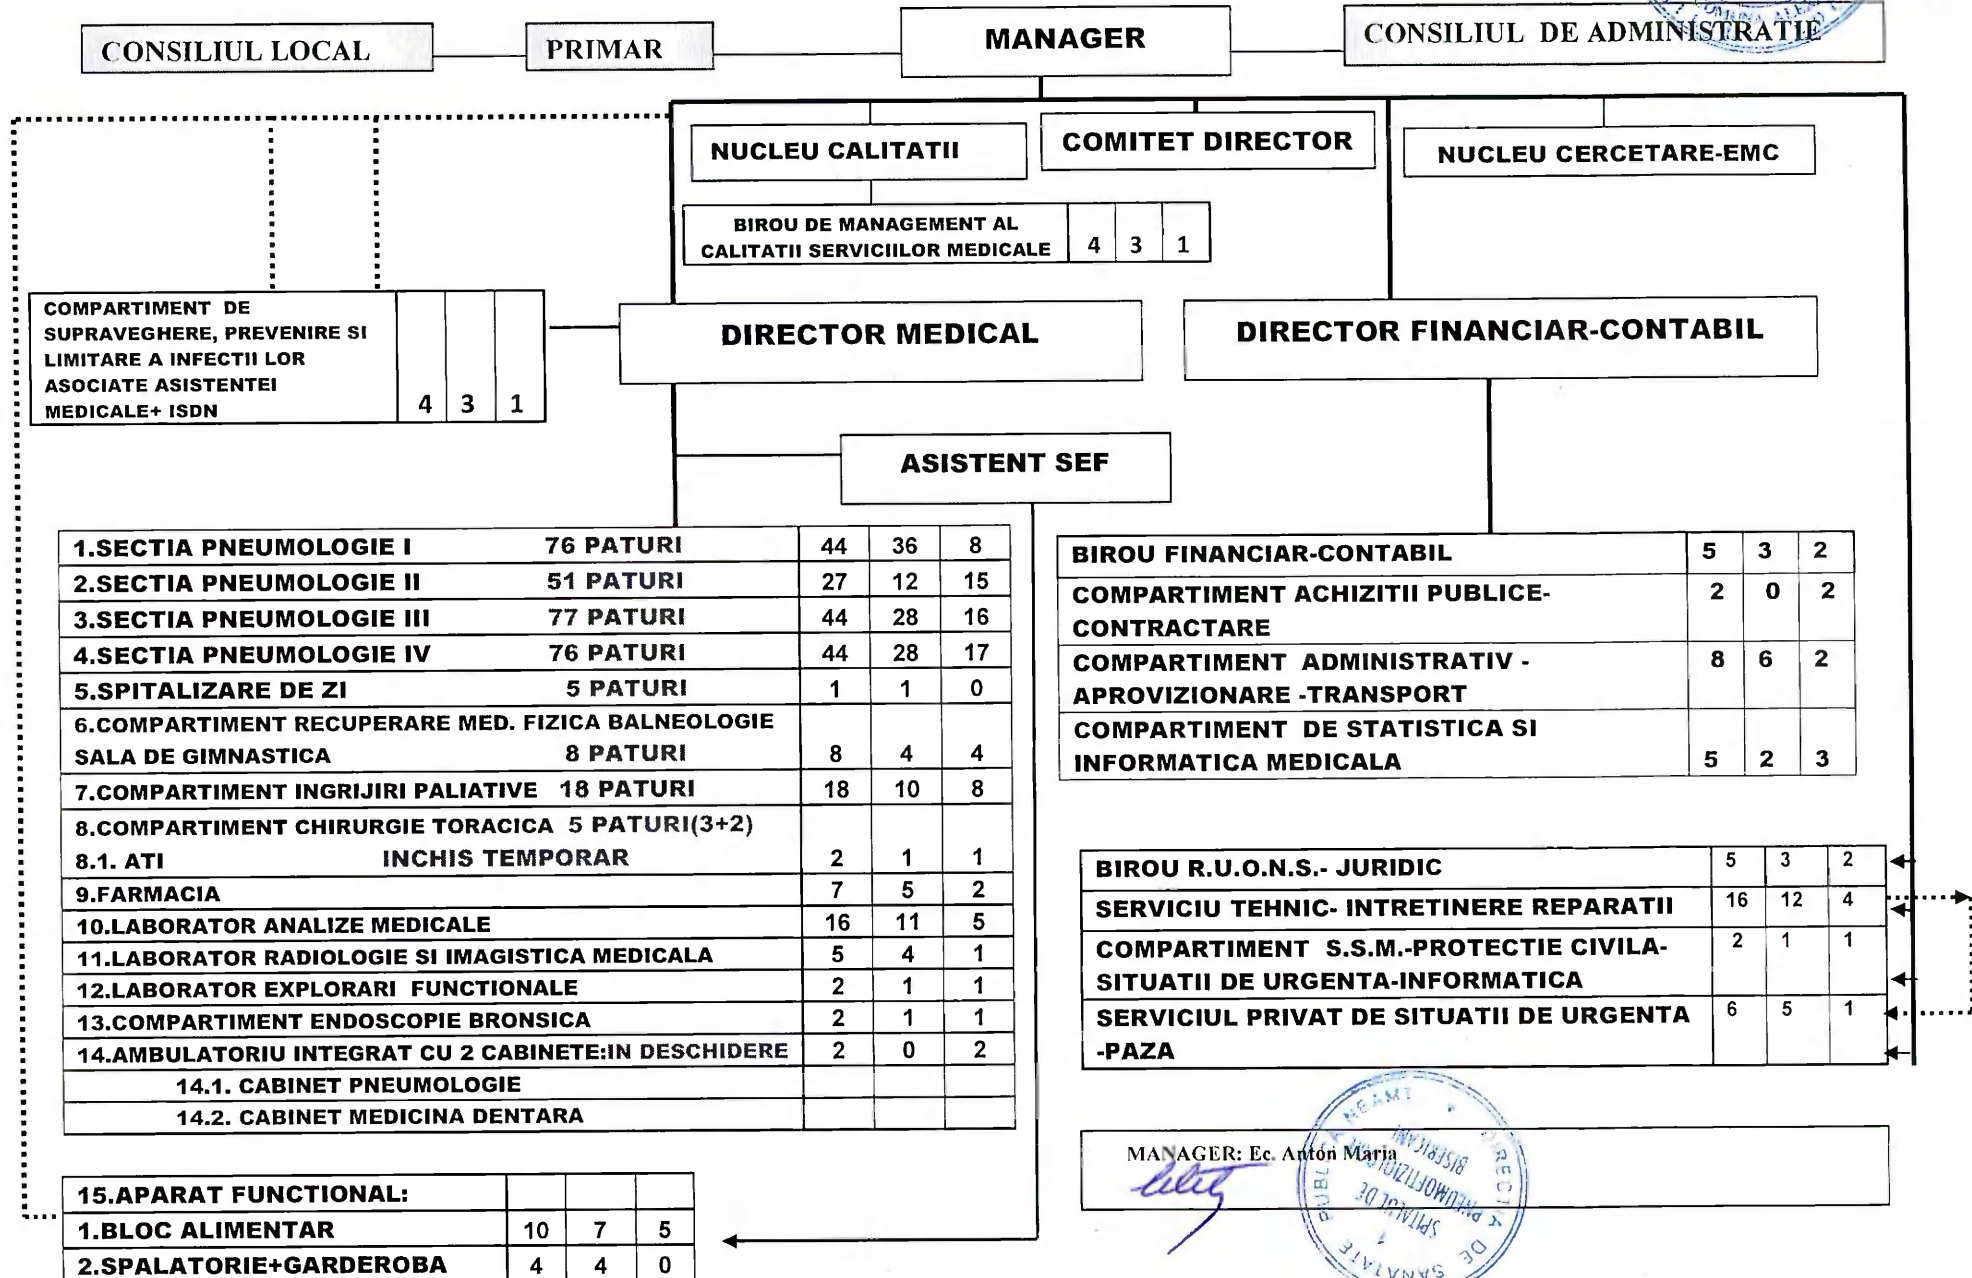 CONSILIUL LOCAL
PRIMAR
MANAGER
CONSILIUL DE ADMINISTRATIE
COMUNA
NUCLEU CALITATII
COMITET DIRECTOR
NUCLEU CERCETARE-EMC
BIROU DE MANAGEMENT AL
CALITATII SERVICIILOR MEDICALE 4 3 1
COMPARTIMENT DE
SUPRAVEGHERE, PREVENIRE SI
LIMITARE A INFECTII LOR
ASOCIATE ASISTENTEI
MEDICALE+ ISDN 4 3 1
DIRECTOR MEDICAL
DIRECTOR FINANCIAR-CONTABIL
ASISTENT SEF
1.SECTIA PNEUMOLOGIE I 76 PATURI 44 36 8
2.SECTIA PNEUMOLOGIE II 51 PATURI 27 12 15
3.SECTIA PNEUMOLOGIE III 77 PATURI 44 28 16
4.SECTIA PNEUMOLOGIE IV 76 PATURI 44 28 17
5.SPITALIZARE DE ZI 5 PATURI 1 1 0
6.COMPARTIMENT RECUPERARE MED. FIZICA BALNEOLOGIE
SALA DE GIMNASTICA 8 PATURI 8 4 4
7.COMPARTIMENT INGRIJIRI PALIATIVE 18 PATURI 18 10 8
8.COMPARTIMENT CHIRURGIE TORACICA 5 PATURI(3+2)
8.1. ATI INCHIS TEMPORAR 2 1 1
9.FARMACIA 7 5 2
10.LABORATOR ANALIZE MEDICALE 16 11 5
11.LABORATOR RADIOLOGIE SI IMAGISTICA MEDICALA 5 4 1
12.LABORATOR EXPLORARI FUNCTIONALE 2 1 1
13.COMPARTIMENT ENDOSCOPIE BRONSICA 2 1 1
14.AMBULATORIU INTEGRAT CU 2 CABINETE:IN DESCHIDERE 2 0 2
14.1. CABINET PNEUMOLOGIE
14.2. CABINET MEDICINA DENTARA
15.APARAT FUNCTIONAL:
1.BLOC ALIMENTAR 10 7 5
2.SPALATORIE+GARDEROBA 4 4 0
BIROU FINANCIAR-CONTABIL 5 3 2
COMPARTIMENT ACHIZITII PUBLICE- 2 0 2
CONTRACTARE
COMPARTIMENT ADMINISTRATIV - 8 6 2
APROVIZIONARE -TRANSPORT
COMPARTIMENT DE STATISTICA SI
INFORMATICA MEDICALA 5 2 3
BIROU R.U.O.N.S.- JURIDIC 5 3 2
SERVICIU TEHNIC- INTRETINERE REPARATII 16 12 4
COMPARTIMENT S.S.M.-PROTECTIE CIVILA- 2 1 1
SITUATII DE URGENTA-INFORMATICA
SERVICIUL PRIVAT DE SITUATII DE URGENTA 6 5 1
-PAZA
MANAGER: Ec. Anton Maria
DIRECTIA DE SANATATE PUBLICA NEAMT
SPITALUL DE
PNEUMOFTIZIOLOGIE
BISERICANI